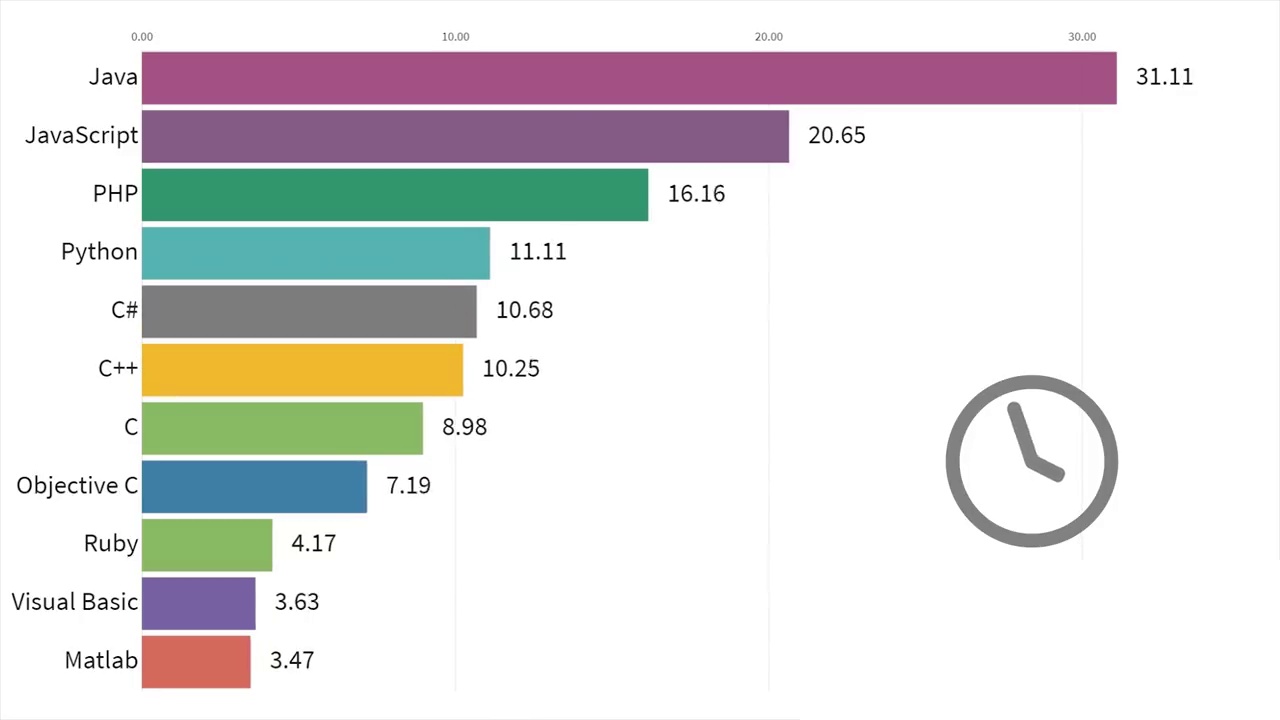 0.00 10.00 20.00 30.00
Java 31.11
JavaScript 20.65
PHP 16.16
Python 11.11
C# 10.68
C++ 10.25
C 8.98
Objective C 7.19
Ruby 4.17
Visual Basic 3.63
Matlab 3.47